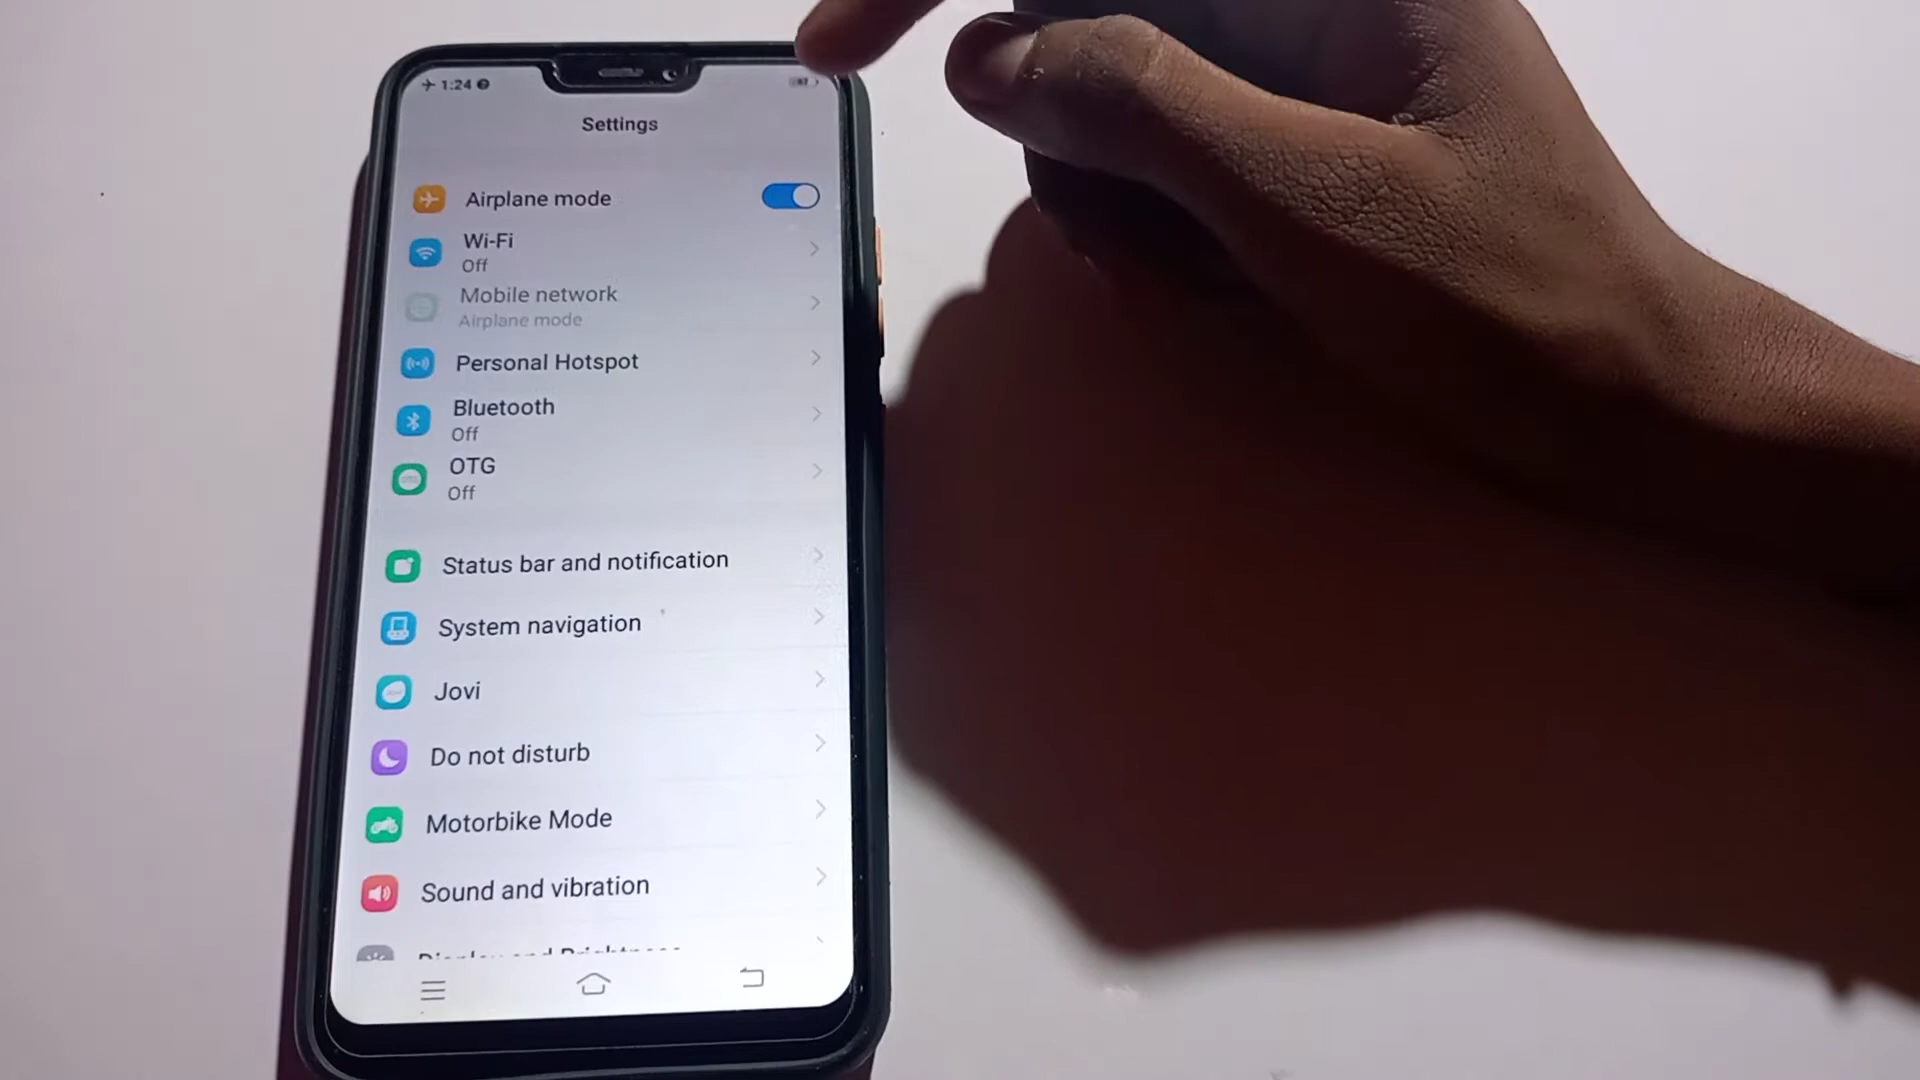 1:24
Settings
Airplane mode
Wi-Fi
Off
Mobile network
Airplane mode
Personal Hotspot
Bluetooth
Off
OTG
Off
Status bar and notification
System navigation
Jovi
Do not disturb
Motorbike Mode
Sound and vibration